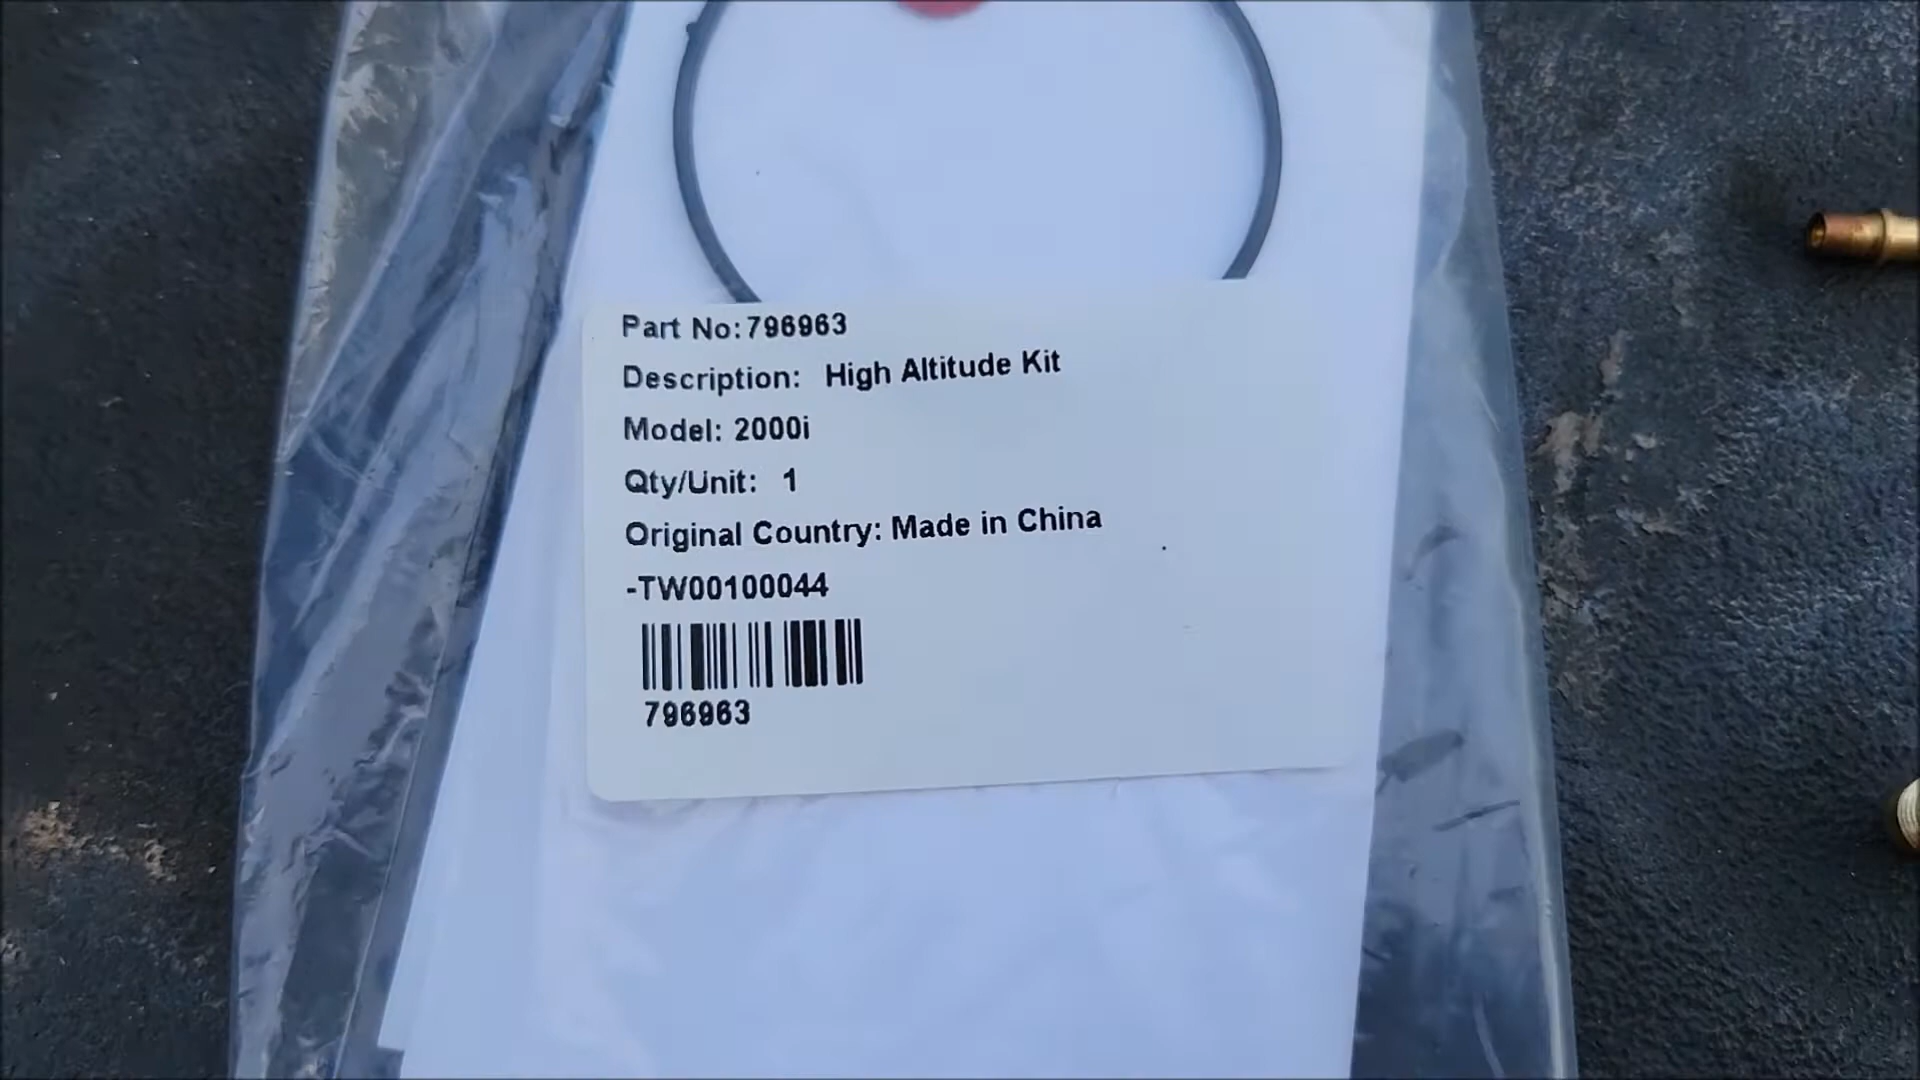 Part No:796963
Description: High Altitude Kit
Model: 2000i
Qty/Unit: 1
Original Country: Made in China
-TW00100044
796963